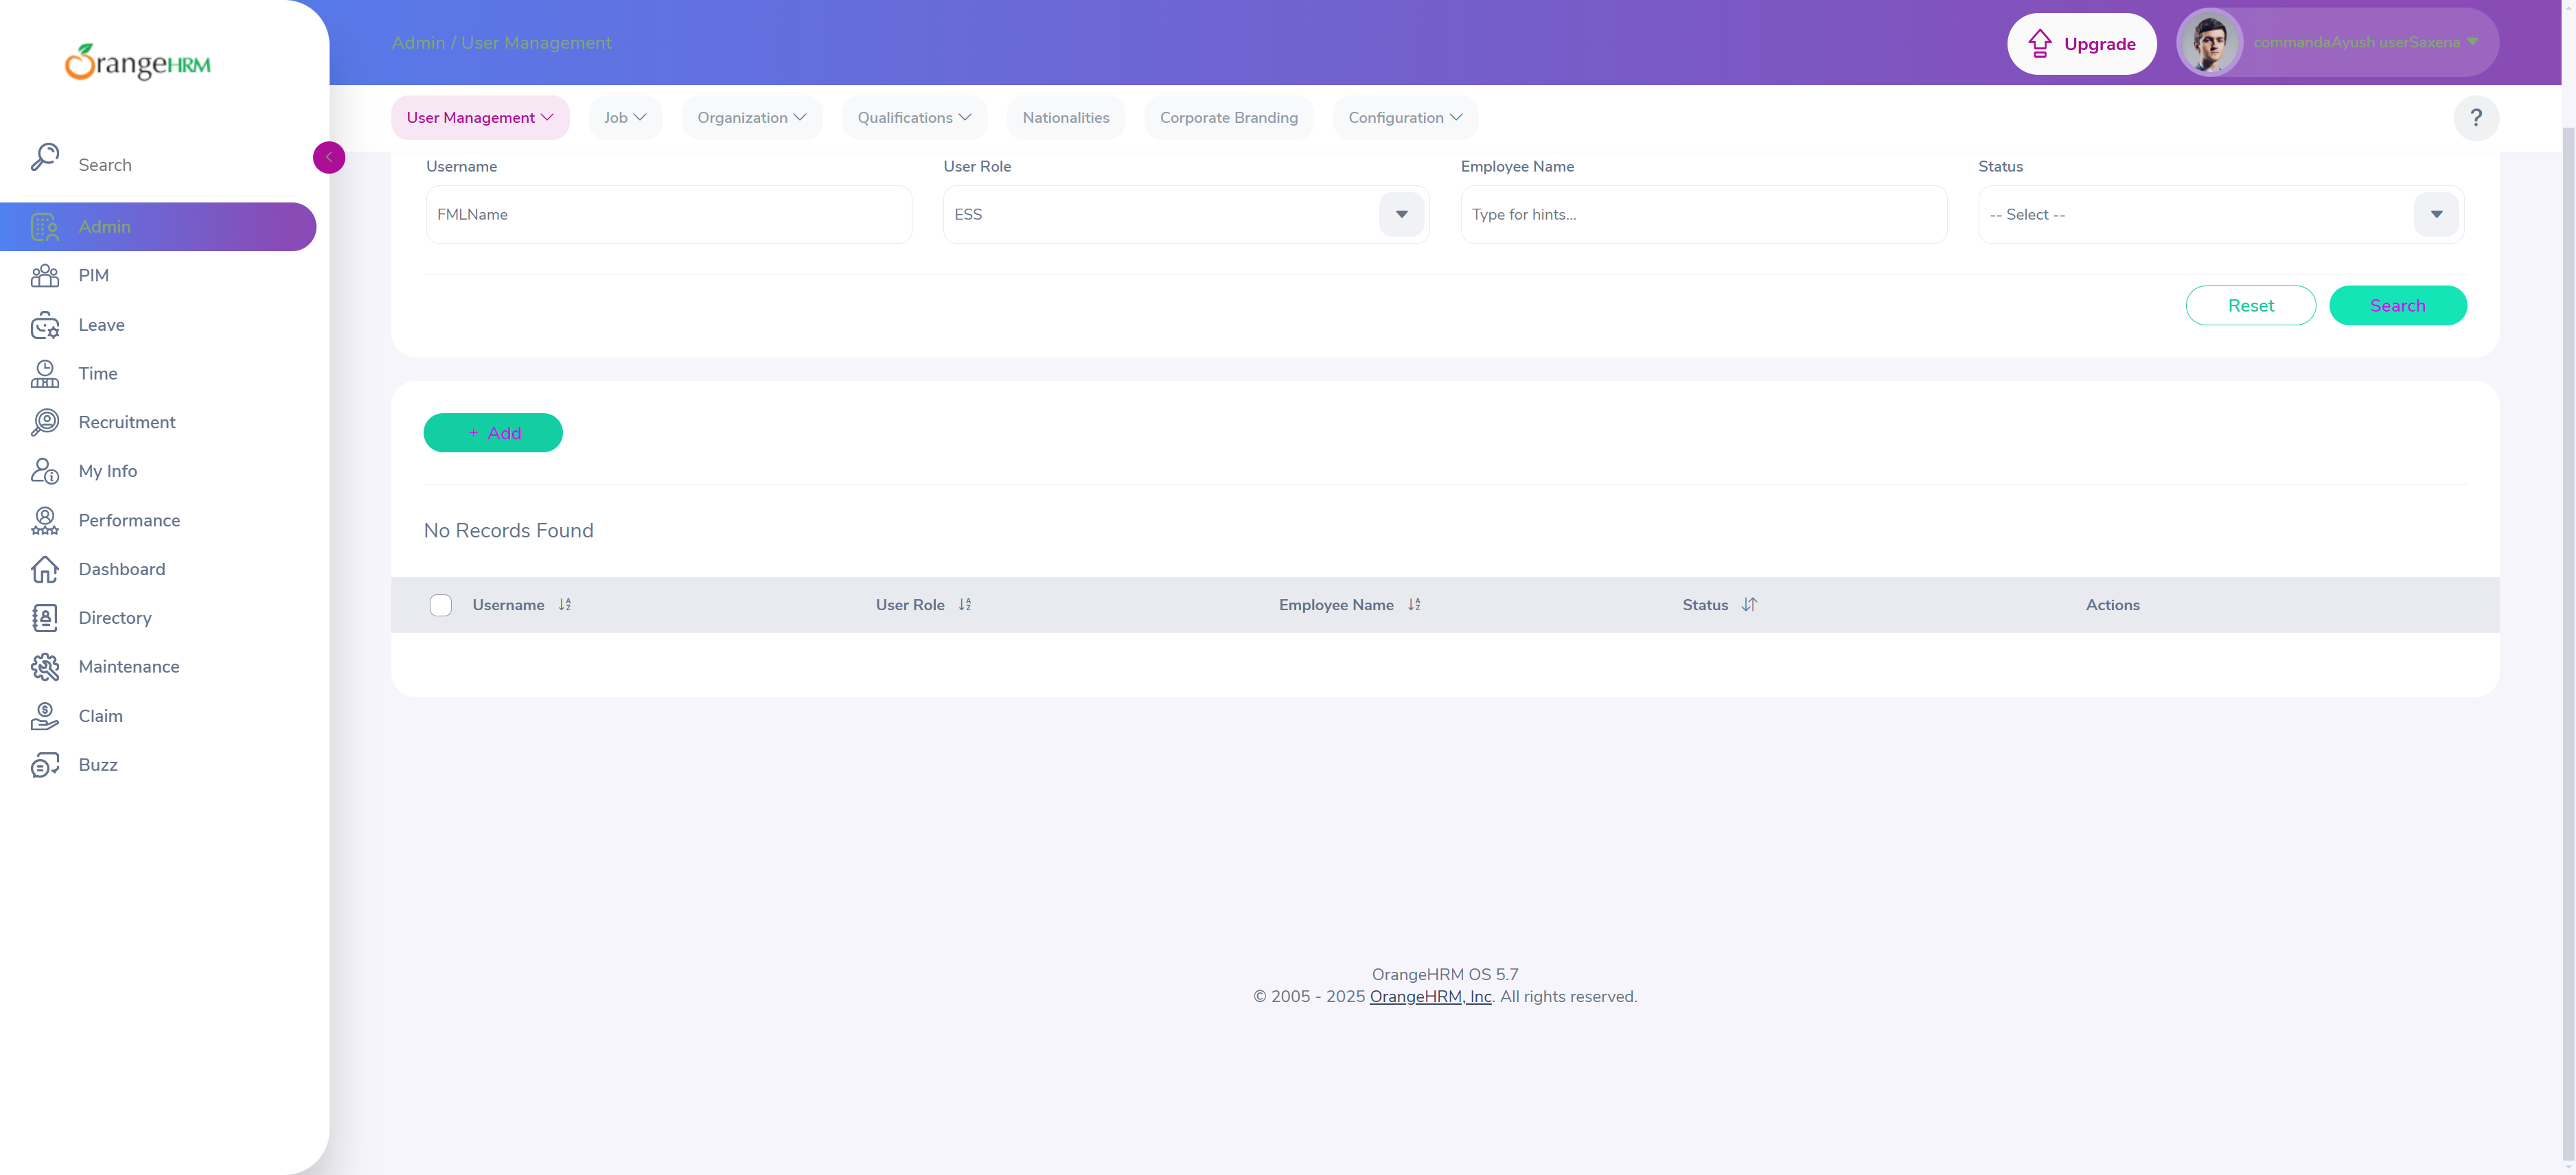 OrangeHRM
Search
Admin
PIM
Leave
Time
Recruitment
My Info
Performance
Dashboard
Directory
Maintenance
Claim
Buzz
Admin / User Management
Upgrade
commandaAyush userSaxena
User Management
Job
Organization
Qualifications
Nationalities
Corporate Branding
Configuration
?
Username
User Role
Employee Name
Status
FMLName
ESS
Type for hints...
-- Select --
Reset
Search
+ Add
No Records Found
Username
User Role
Employee Name
Status
Actions
OrangeHRM OS 5.7
© 2005 - 2025 OrangeHRM, Inc. All rights reserved.